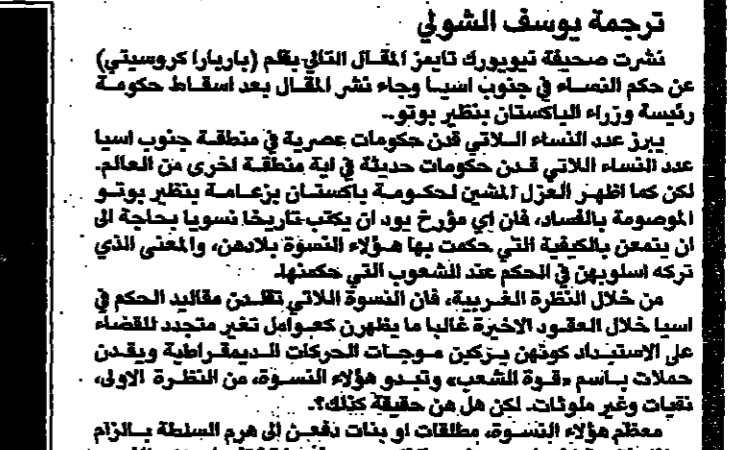 ترجمة يوسف الشولي
نشرت صحيفة نيويورك تايمز المقال التالي بقلم (باربارا كروسيتي)
عن حكم النساء في جنوب اسيا وجاء نشر المقال بعد اسقاط حكومة
رئيسة وزراء الباكستان بنظير بوتو..
يبرز عدد النساء اللاتي قدن حكومات عصرية في منطقة جنوب اسيا
عدد النساء اللاتي قدن حكومات حديثة في اية منطقة اخرى من العالم.
لكن كما اظهر العزل المشين لحكومة باكستان بزعامة بنظير بوتو
الموصومة بالفساد، فان اي مؤرخ يود ان يكتب تاريخا نسويا بحاجة الى
ان يتمعن بالكيفية التي حكمت بها هؤلاء النسوة بلادهن، والمعنى الذي
تركه اسلوبهن في الحكم عند الشعوب التي حكمنها.
من خلال النظرة الغربية، فان النسوة اللاتي تقلدن مقاليد الحكم في
اسيا خلال العقود الاخيرة غالبا ما يظهرن كعوامل تغير متجدد للقضاء
على الاستبداد كونهن يزكين موجات الحركات للديمقراطية ويقدن
حملات باسم «قوة الشعب» وتبدو هؤلاء النسوة، من النظرة الاولى،
نقيات وغير ملوثات. لكن هل هن حقيقة كذلك؟.
معظم هؤلاء النسوة، مطلقات او بنات دفعن الى هرم السلطة بالزام